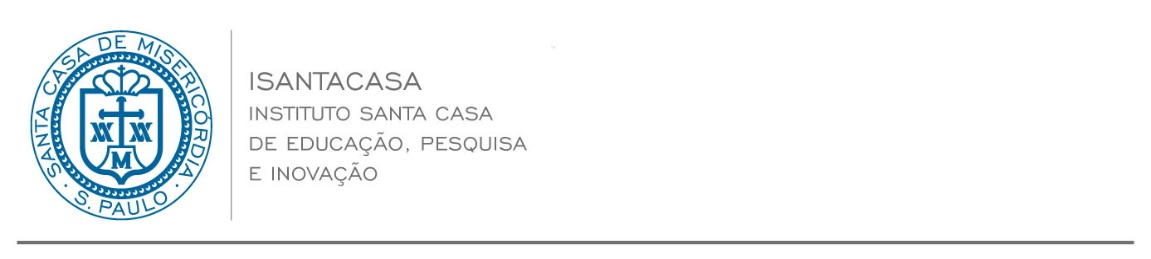 SANTA CASA DE MISERICÓRDIA
· S. PAULO ·
M
ISANTACASA
INSTITUTO SANTA CASA
DE EDUCAÇÃO, PESQUISA
E INOVAÇÃO